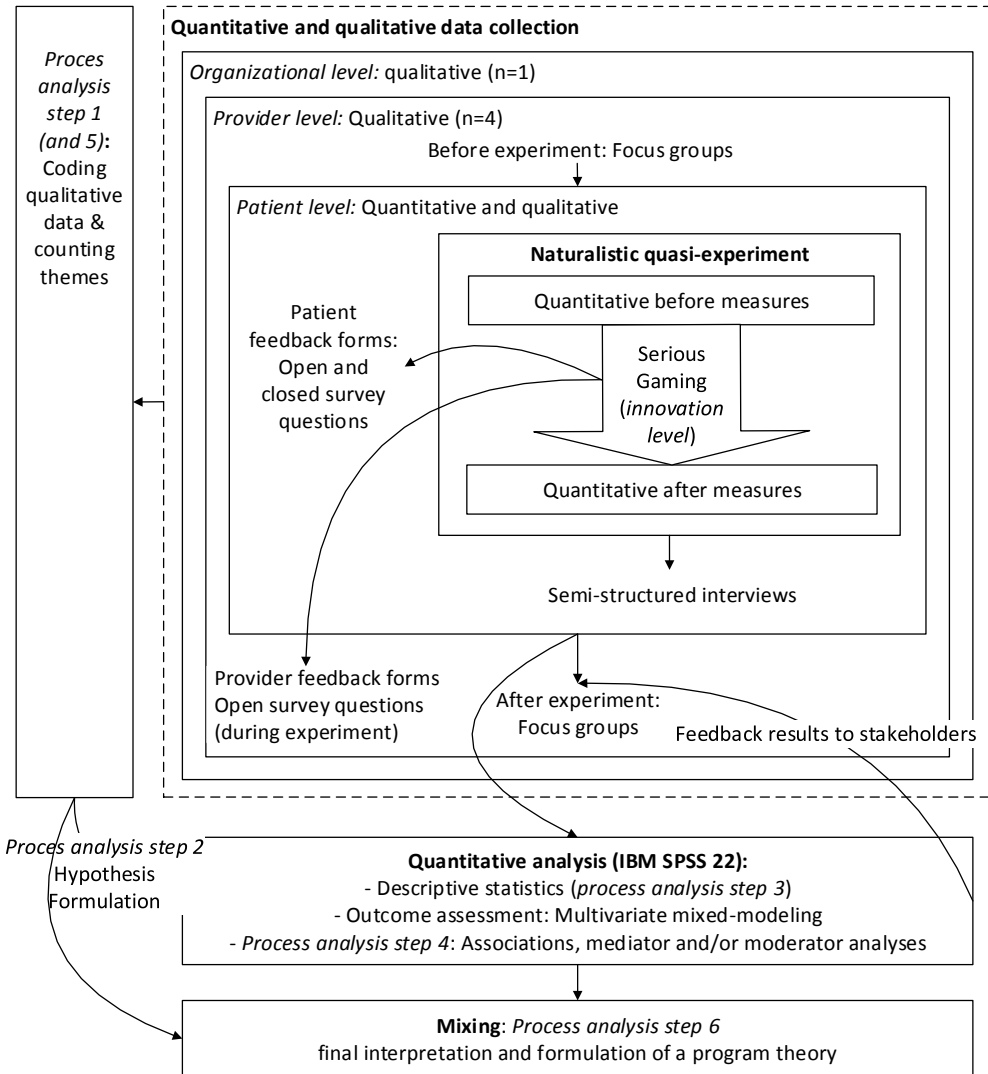 Proces
analysis
step 1
(and 5):
Coding
qualitative
data &
counting
themes
Quantitative and qualitative data collection
Organizational level: qualitative (n=1)
Provider level: Qualitative (n=4)
Before experiment: Focus groups
Patient level: Quantitative and qualitative
Naturalistic quasi-experiment
Quantitative before measures
Patient
feedback forms:
Open and
closed survey
questions
Serious
Gaming
(innovation
level)
Quantitative after measures
Semi-structured interviews
Provider feedback forms
Open survey questions
(during experiment)
After experiment:
Focus groups
Feedback results to stakeholders
Proces analysis step 2
Hypothesis
Formulation
Quantitative analysis (IBM SPSS 22):
- Descriptive statistics (process analysis step 3)
- Outcome assessment: Multivariate mixed-modeling
- Process analysis step 4: Associations, mediator and/or moderator analyses
Mixing: Process analysis step 6
final interpretation and formulation of a program theory